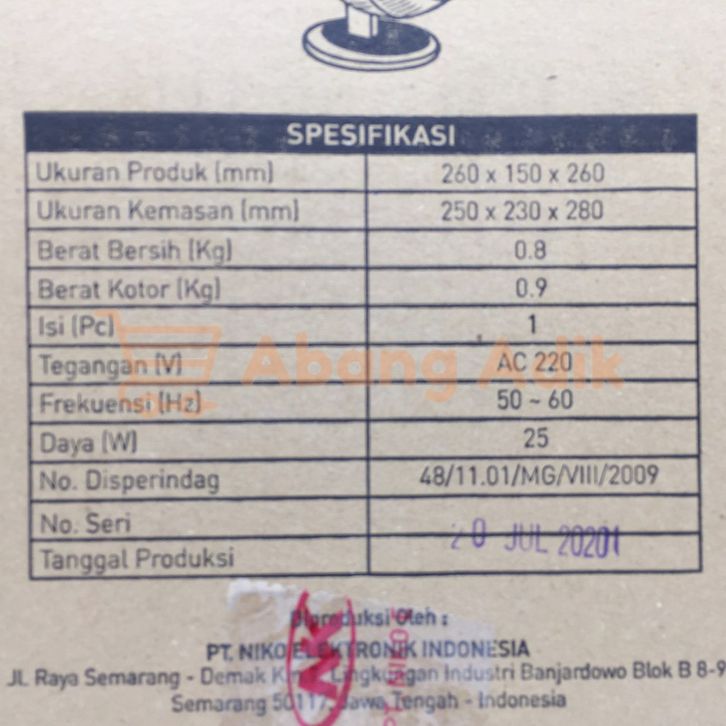 SPESIFIKASI
Ukuran Produk (mm) 260 x 150 x 260
Ukuran Kemasan (mm) 250 x 230 x 280
Berat Bersih (Kg) 0.8
Berat Kotor (Kg) 0.9
Isi (Pc) 1
Tegangan (V) AC 220
Abang Adik
Frekuensi (Hz) 50 ~ 60
Daya (W) 25
No. Disperindag 48/11.01/MG/VIII/2009
No. Seri
20 JUL 2020
Tanggal Produksi
Diproduksi Oleh :
PT. NIKO ELEKTRONIK INDONESIA
JL Raya Semarang - Demak Lingkungan Industri Banjardowo Blok B 8-9
Semarang 50117, Jawa Tengah - Indonesia